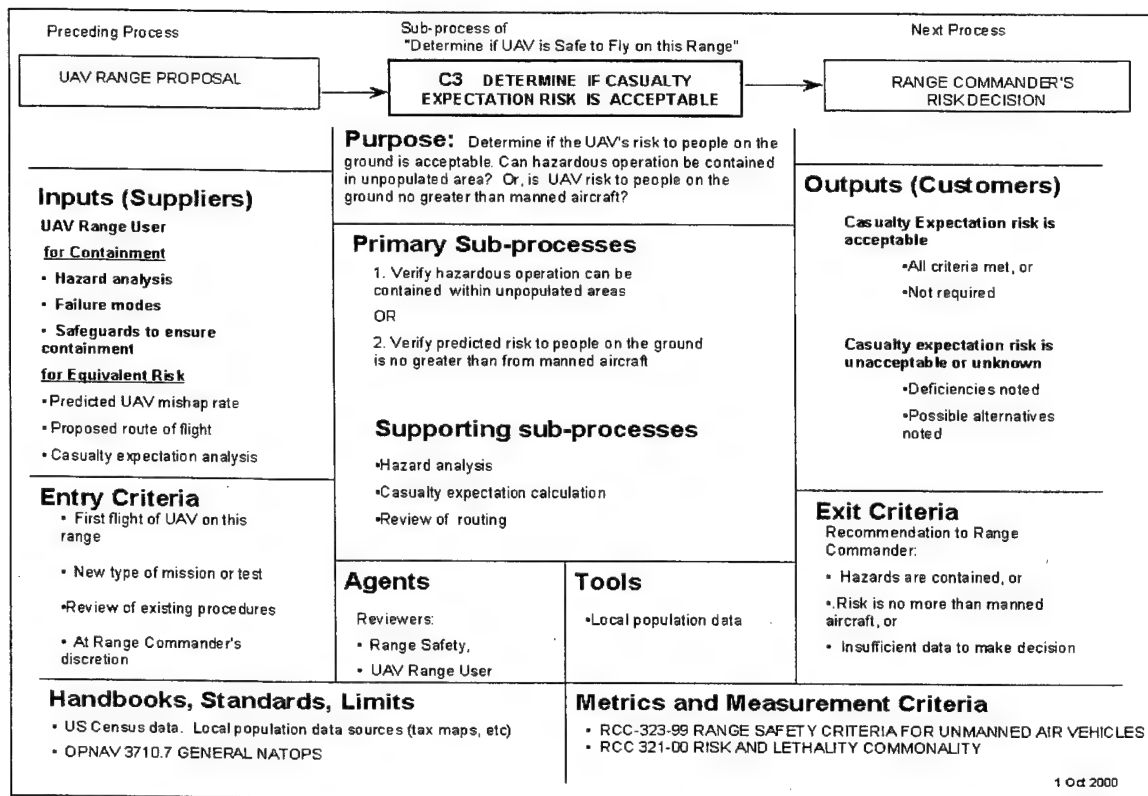 Preceding Process
Sub-process of
"Determine if UAV is Safe to Fly on this Range"
Next Process
UAV RANGE PROPOSAL
C3 DETERMINE IF CASUALTY
EXPECTATION RISK IS ACCEPTABLE
RANGE COMMANDER'S
RISK DECISION
Purpose: Determine if the UAV's risk to people on the
ground is acceptable. Can hazardous operation be contained
in unpopulated area? Or, is UAV risk to people on the
ground no greater than manned aircraft?
Inputs (Suppliers)
UAV Range User
for Containment
• Hazard analysis
• Failure modes
• Safeguards to ensure
containment
for Equivalent Risk
•Predicted UAV mishap rate
•Proposed route of flight
•Casualty expectation analysis
Primary Sub-processes
1. Verify hazardous operation can be
contained within unpopulated areas
OR
2. Verify predicted risk to people on the ground
is no greater than from manned aircraft
Supporting sub-processes
•Hazard analysis
•Casualty expectation calculation
•Review of routing
Outputs (Customers)
Casualty Expectation risk is
acceptable
•All criteria met, or
•Not required
Casualty expectation risk is
unacceptable or unknown
•Deficiencies noted
•Possible alternatives
noted
Entry Criteria
• First flight of UAV on this
range
• New type of mission or test
•Review of existing procedures
• At Range Commander's
discretion
Agents
Reviewers:
• Range Safety,
• UAV Range User
Tools
•Local population data
Exit Criteria
Recommendation to Range
Commander:
• Hazards are contained, or
•.Risk is no more than manned
aircraft, or
• Insufficient data to make decision
Handbooks, Standards, Limits
• US Census data. Local population data sources (tax maps, etc)
• OPNAV 3710.7 GENERAL NATOPS
Metrics and Measurement Criteria
• RCC-323-99 RANGE SAFETY CRITERIA FOR UNMANNED AIR VEHICLES
• RCC 321-00 RISK AND LETHALITY COMMONALITY
1 Oct 2000